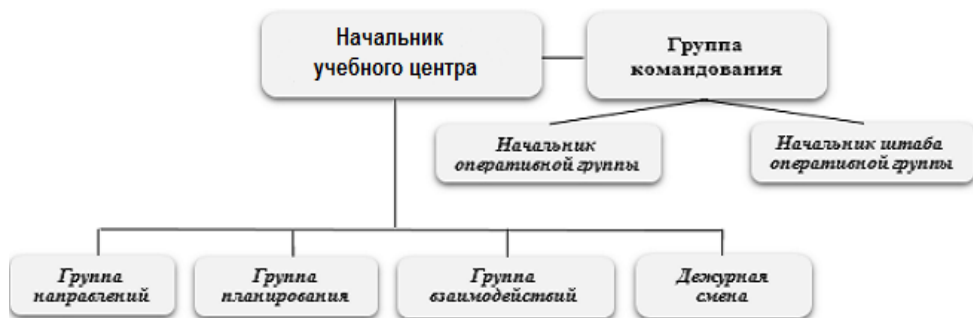 Начальник
учебного центра
Группа
командования
Начальник
оперативной группы
Начальник штаба
оперативной группы
Группа
направлений
Группа
планирования
Группа
взаимодействий
Дежурная
смена